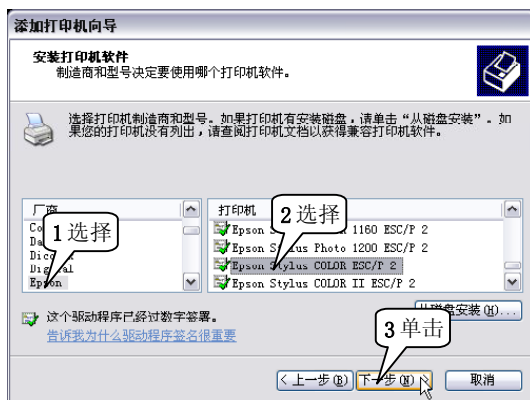 添加打印机向导
安装打印机软件
制造商和型号决定要使用哪个打印机软件。
选择打印机制造商和型号。如果打印机有安装磁盘，请单击“从磁盘安装”。如
果您的打印机没有列出，请查阅打印机文档以获得兼容打印机软件。
厂商
Epson
1选择
打印机
2选择
1160 ESC/P 2
Epson Stylus Photo 1200 ESC/P 2
Epson Stylus COLOR ESC/P 2
Epson Stylus COLOR II ESC/P 2
这个驱动程序已经过数字签署。
告诉我为什么驱动程序签名很重要
从磁盘安装(H)...
3单击
<上一步(B)
下一步(N)>
取消